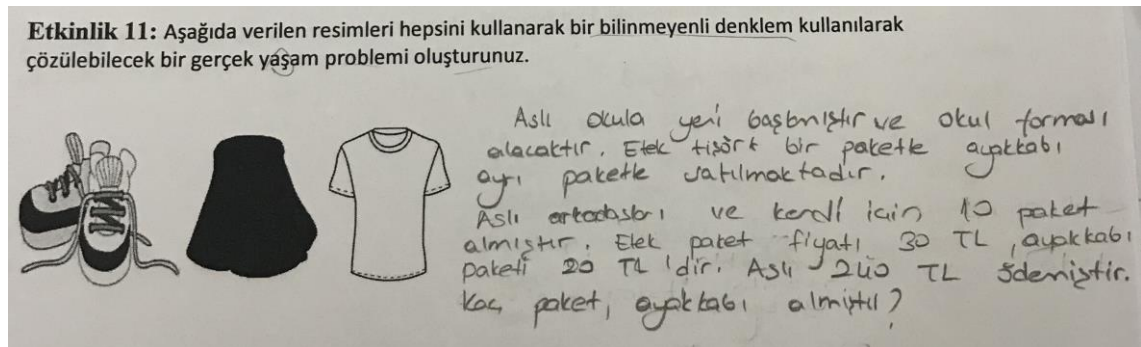 Etkinlik 11: Aşağıda verilen resimleri hepsini kullanarak bir bilinmeyenli denklem kullanılarak
çözülebilecek bir gerçek yaşam problemi oluşturunuz.
Aslı okula yeni başlamıştır ve okul forması
alacaktır. Etek tişört bir pakette ayakkabı
ayrı pakette satılmaktadır.
Aslı arkadaşları ve kendi için 10 paket
almıştır. Etek paket fiyatı 30 TL, ayakkabı
paketi 20 TL'dir. Aslı 240 TL ödemiştir.
Kaç paket, ayakkabı almıştır?